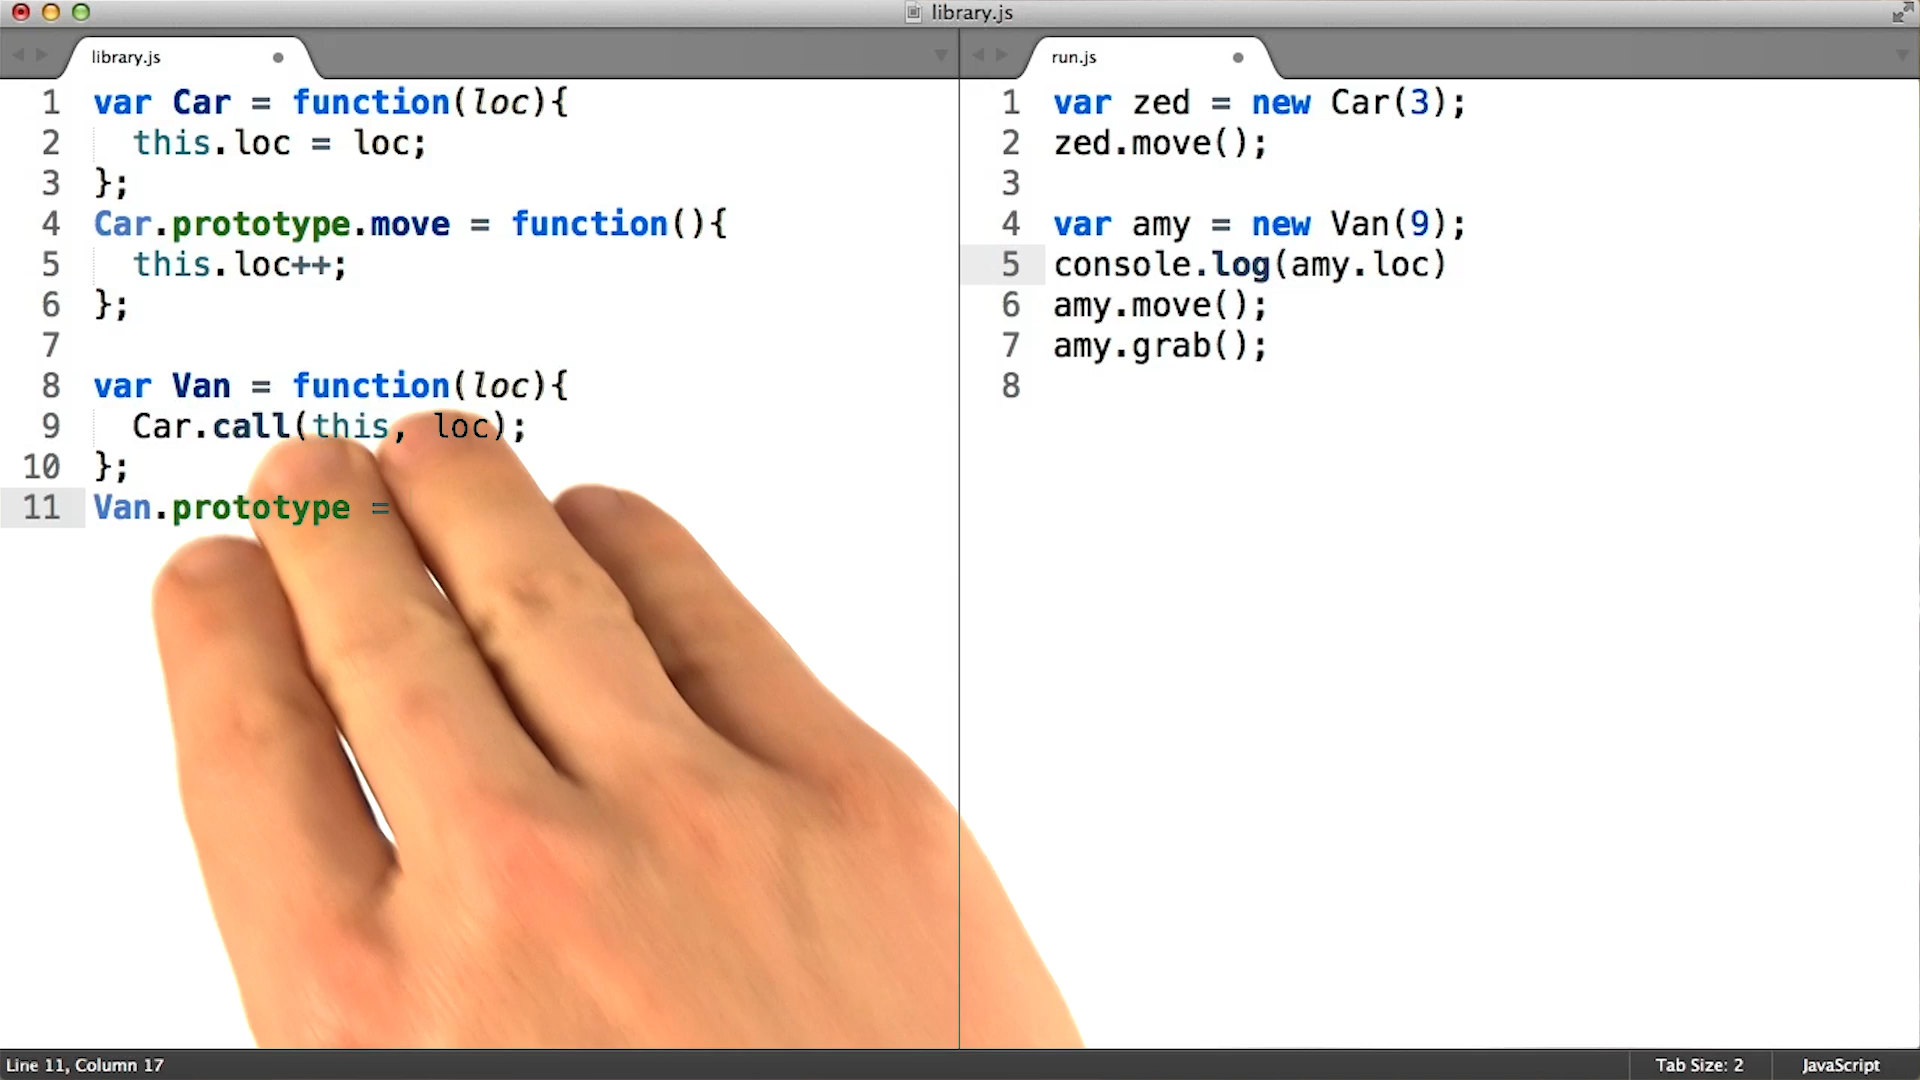 library.js
library.js
1 var Car = function(loc){
2   this.loc = loc;
3 };
4 Car.prototype.move = function(){
5   this.loc++;
6 };
7
8 var Van = function(loc){
9   Car.call(this, loc);
10 };
11 Van.prototype =
run.js
1 var zed = new Car(3);
2 zed.move();
3
4 var amy = new Van(9);
5 console.log(amy.loc)
6 amy.move();
7 amy.grab();
8
Line 11, Column 17
Tab Size: 2
JavaScript